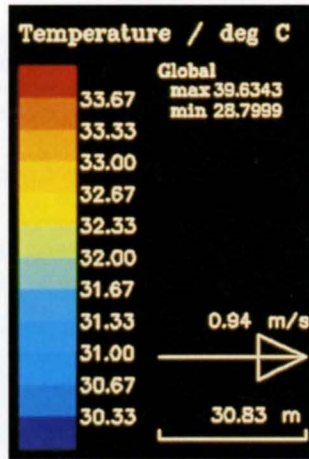 Temperature / deg C
Global
max 39.6343
min 28.7999
33.67
33.33
33.00
32.67
32.33
32.00
31.67
31.33
31.00
30.67
30.33
0.94 m/s
30.83 m